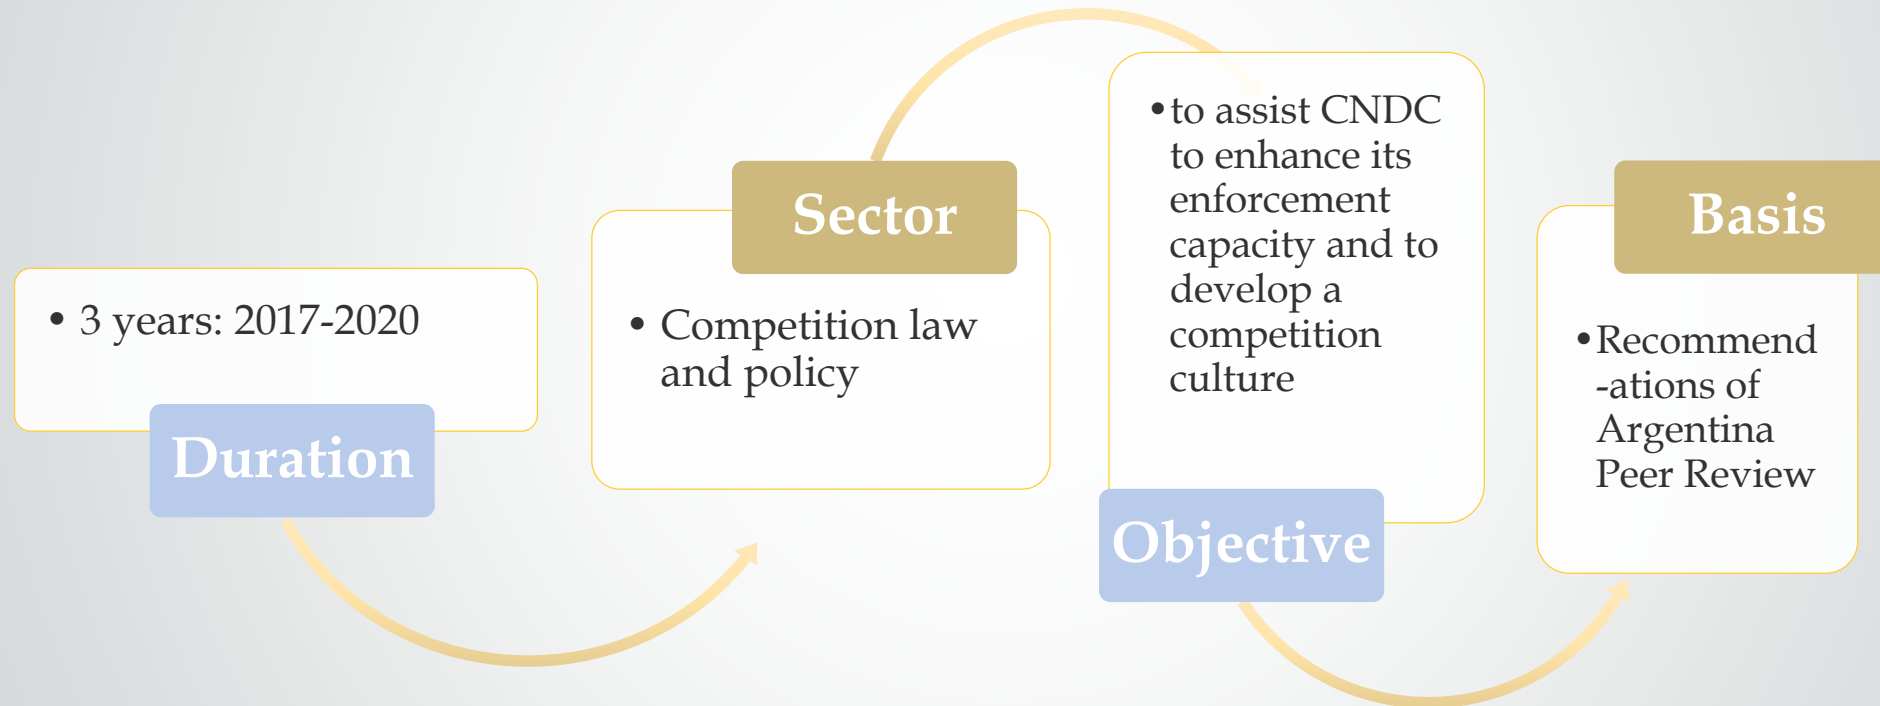 • 3 years: 2017-2020
Duration
Sector
• Competition law
and policy
•to assist CNDC
to enhance its
enforcement
capacity and to
develop a
competition
culture
Objective
Basis
•Recommend
-ations of
Argentina
Peer Review